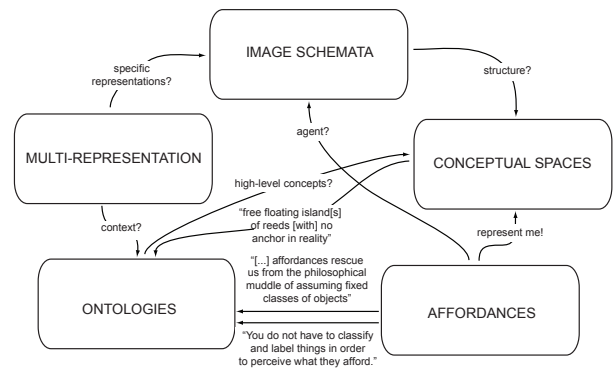 IMAGE SCHEMATA
specific
representations?
structure?
agent?
MULTI-REPRESENTATION
CONCEPTUAL SPACES
high-level concepts?
context?
“free floating island[s]
of reeds [with] no
anchor in reality”
represent me!
“[...] affordances rescue
us from the philosophical
muddle of assuming fixed
classes of objects”
ONTOLOGIES
AFFORDANCES
“You do not have to classify
and label things in order
to perceive what they afford.”